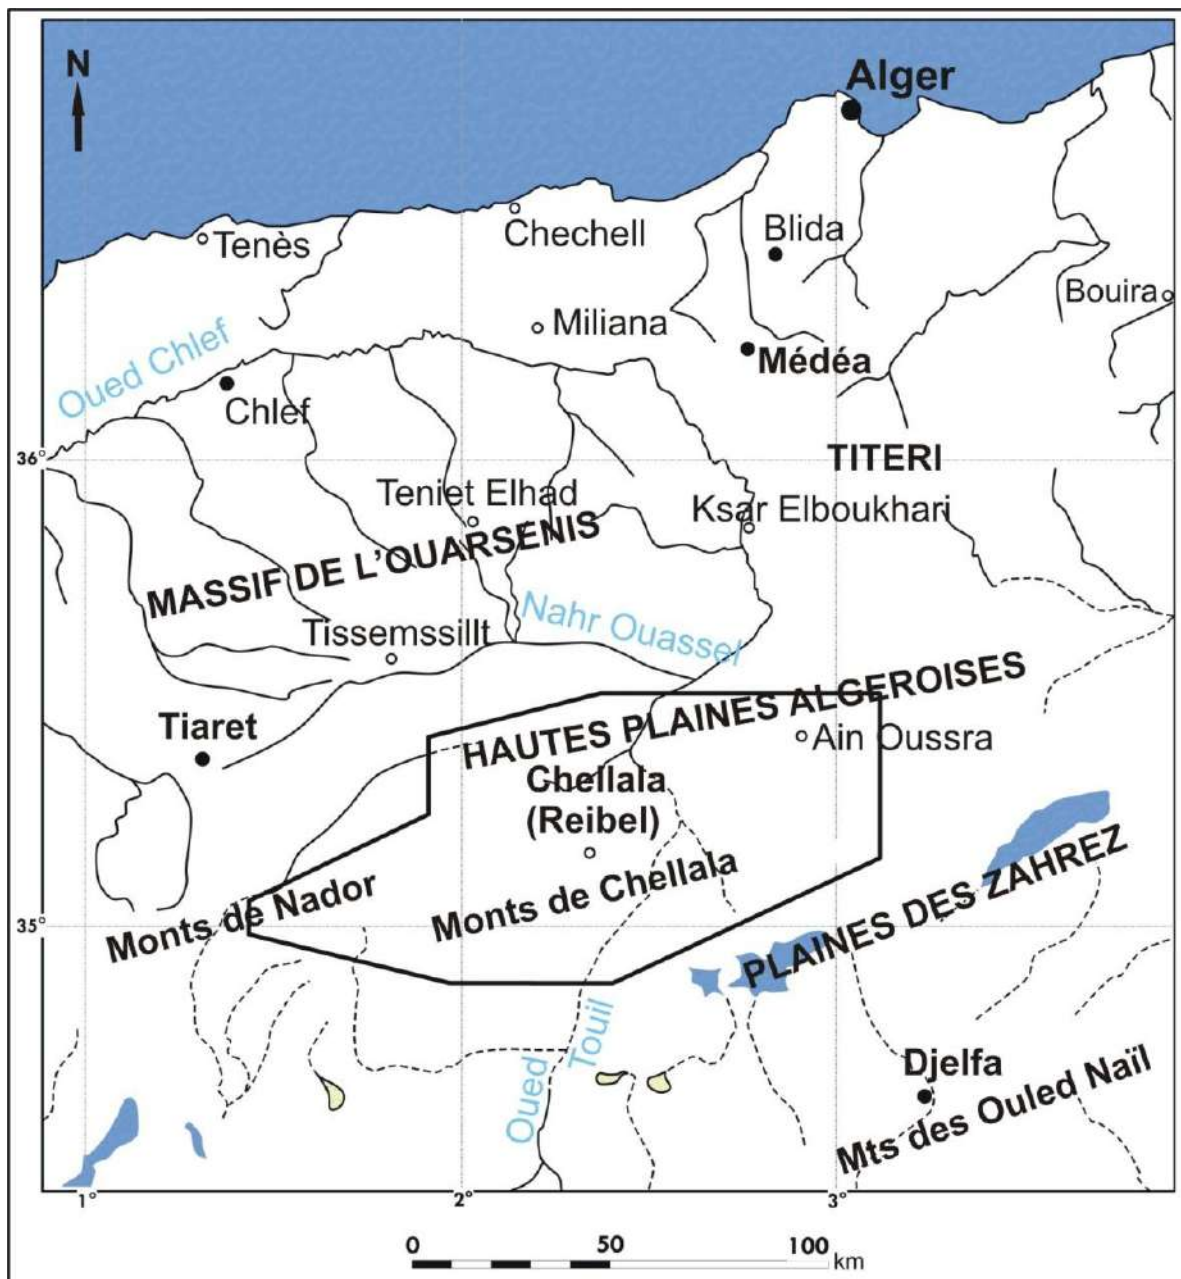 N
Alger
Tenès
Chechell
Blida
Bouira
Oued Chlef
Miliana
Médéa
Chlef
36°
TITERI
Teniet Elhad
Ksar Elboukhari
MASSIF DE L'OUARSENIS
Nahr Ouassel
Tissemssillt
HAUTES PLAINES ALGEROISES
Tiaret
Ain Oussra
Chellala
(Reibel)
PLAINES DES ZAHREZ
Monts de Nador
Monts de Chellala
35°
Oued Touil
Djelfa
Mts des Ouled Naïl
1°
2°
3°
0
50
100
km